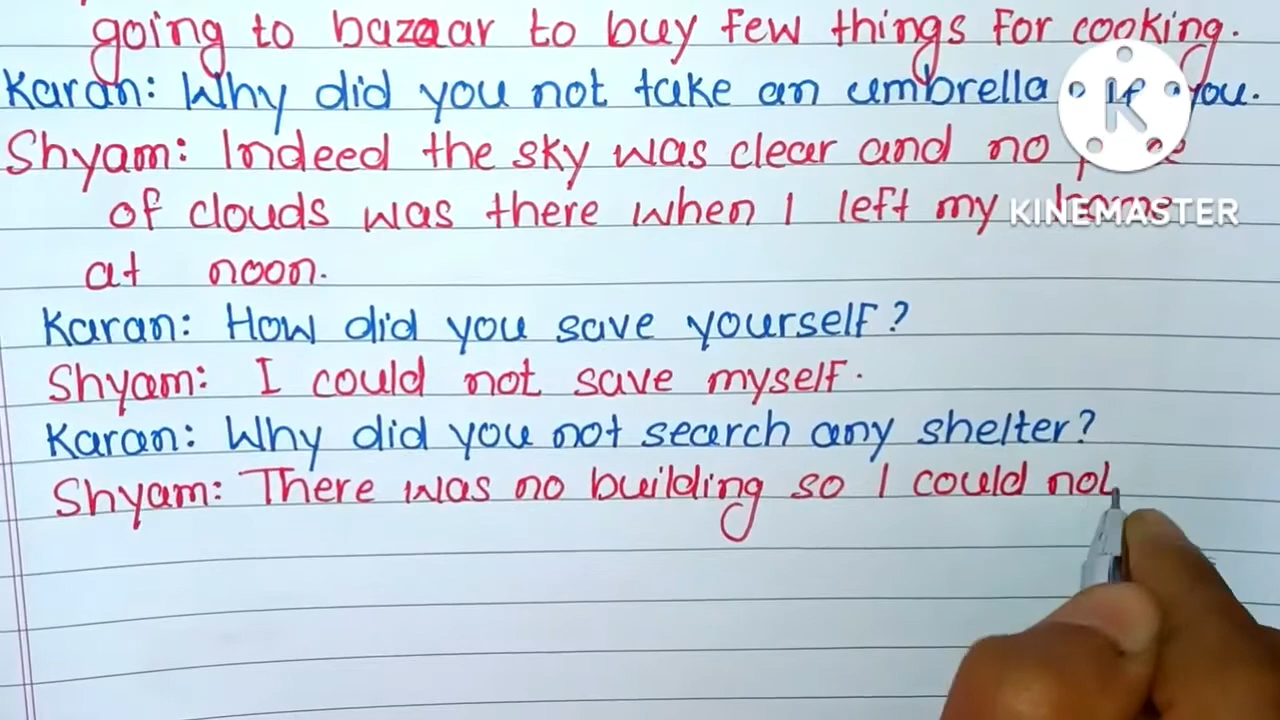 going to bazaar to buy few things for cooking.
Karan: Why did you not take an umbrella you.
Shyam: Indeed the sky was clear and no
of clouds was there when I left my
at noon.
Karan: How did you save yourself?
Shyam: I could not save myself.
Karan: Why did you not search any shelter?
Shyam: There was no building so I could not
K
KINEMASTER